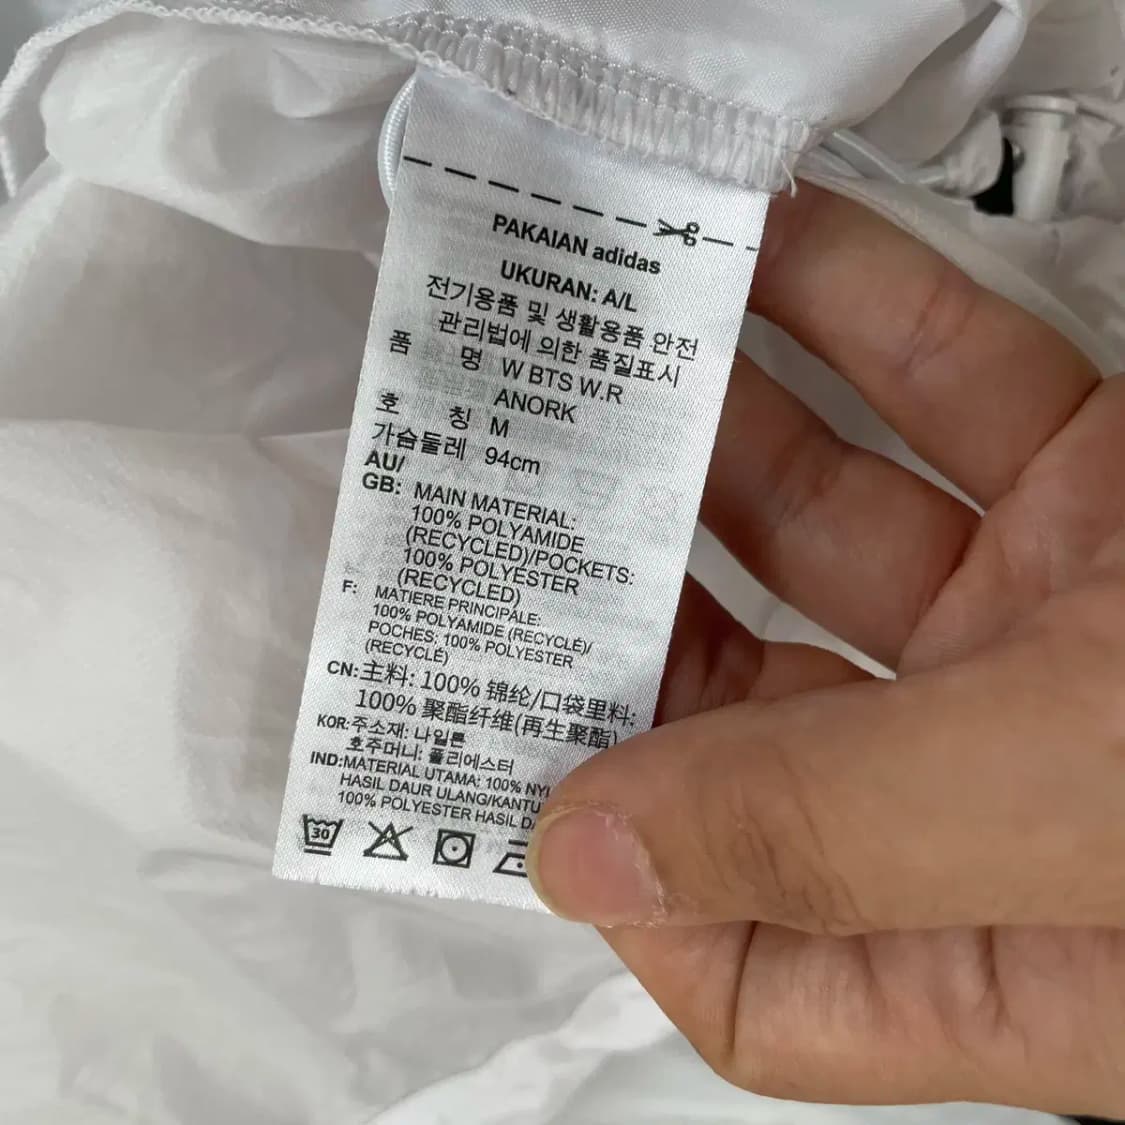 PAKAIAN adidas
UKURAN: A/L
전기용품 및 생활용품 안전
관리법에 의한 품질표시
품 명 W BTS W.R
ANORK
호 칭 M
가슴둘레 94cm
AU/
GB: MAIN MATERIAL:
100% POLYAMIDE
(RECYCLED)/POCKETS:
100% POLYESTER
(RECYCLED)
F: MATIERE PRINCIPALE:
100% POLYAMIDE (RECYCLÉ)/
POCHES: 100% POLYESTER
(RECYCLÉ)
CN: 主料: 100% 锦纶/口袋里料:
100% 聚酯纤维(再生聚酯)
KOR: 주소재: 나일론
호주머니: 폴리에스터
IND: MATERIAL UTAMA: 100%
HASIL DAUR ULANG/
100% POLYESTER HASIL
30